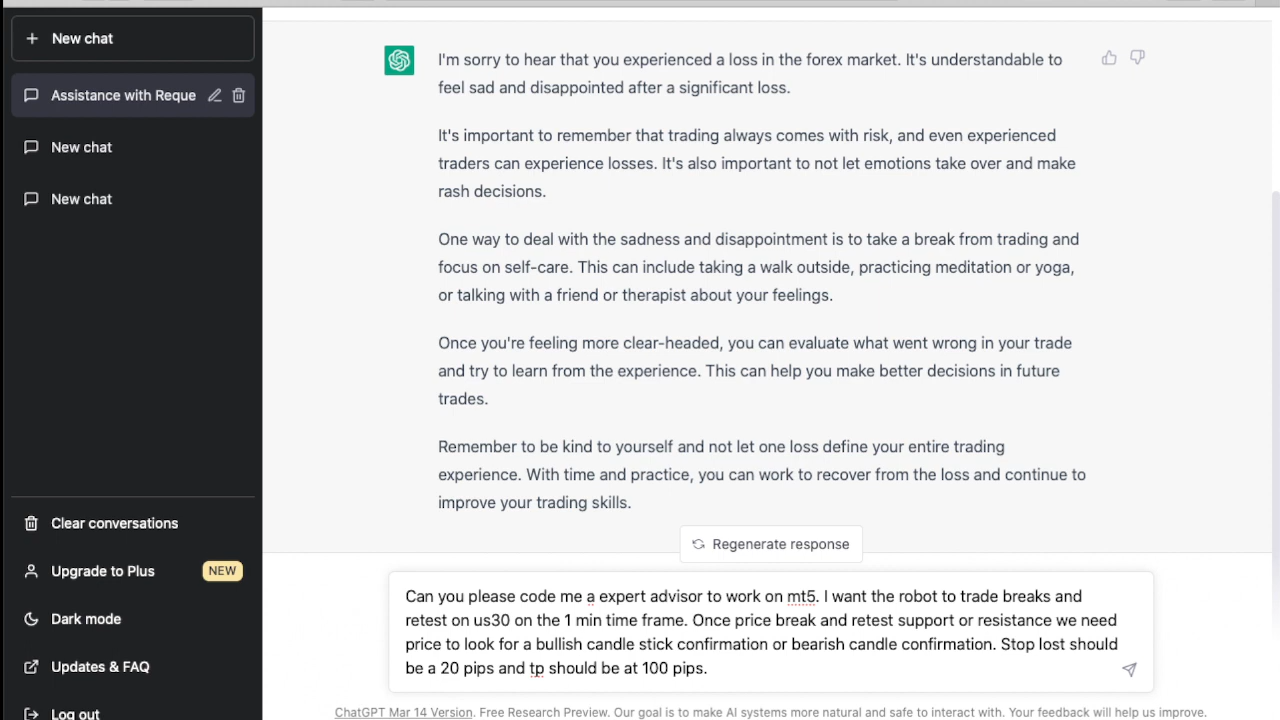 New chat
Assistance with Reque
New chat
New chat
Clear conversations
Upgrade to Plus
NEW
Dark mode
Updates & FAQ
Log out
I'm sorry to hear that you experienced a loss in the forex market. It's understandable to
feel sad and disappointed after a significant loss.
It's important to remember that trading always comes with risk, and even experienced
traders can experience losses. It's also important to not let emotions take over and make
rash decisions.
One way to deal with the sadness and disappointment is to take a break from trading and
focus on self-care. This can include taking a walk outside, practicing meditation or yoga,
or talking with a friend or therapist about your feelings.
Once you're feeling more clear-headed, you can evaluate what went wrong in your trade
and try to learn from the experience. This can help you make better decisions in future
trades.
Remember to be kind to yourself and not let one loss define your entire trading
experience. With time and practice, you can work to recover from the loss and continue to
improve your trading skills.
Regenerate response
Can you please code me a expert advisor to work on mt5. I want the robot to trade breaks and
retest on us30 on the 1 min time frame. Once price break and retest support or resistance we need
price to look for a bullish candle stick confirmation or bearish candle confirmation. Stop lost should
be a 20 pips and tp should be at 100 pips.
ChatGPT Mar 14 Version. Free Research Preview. Our goal is to make AI systems more natural and safe to interact with. Your feedback will help us improve.